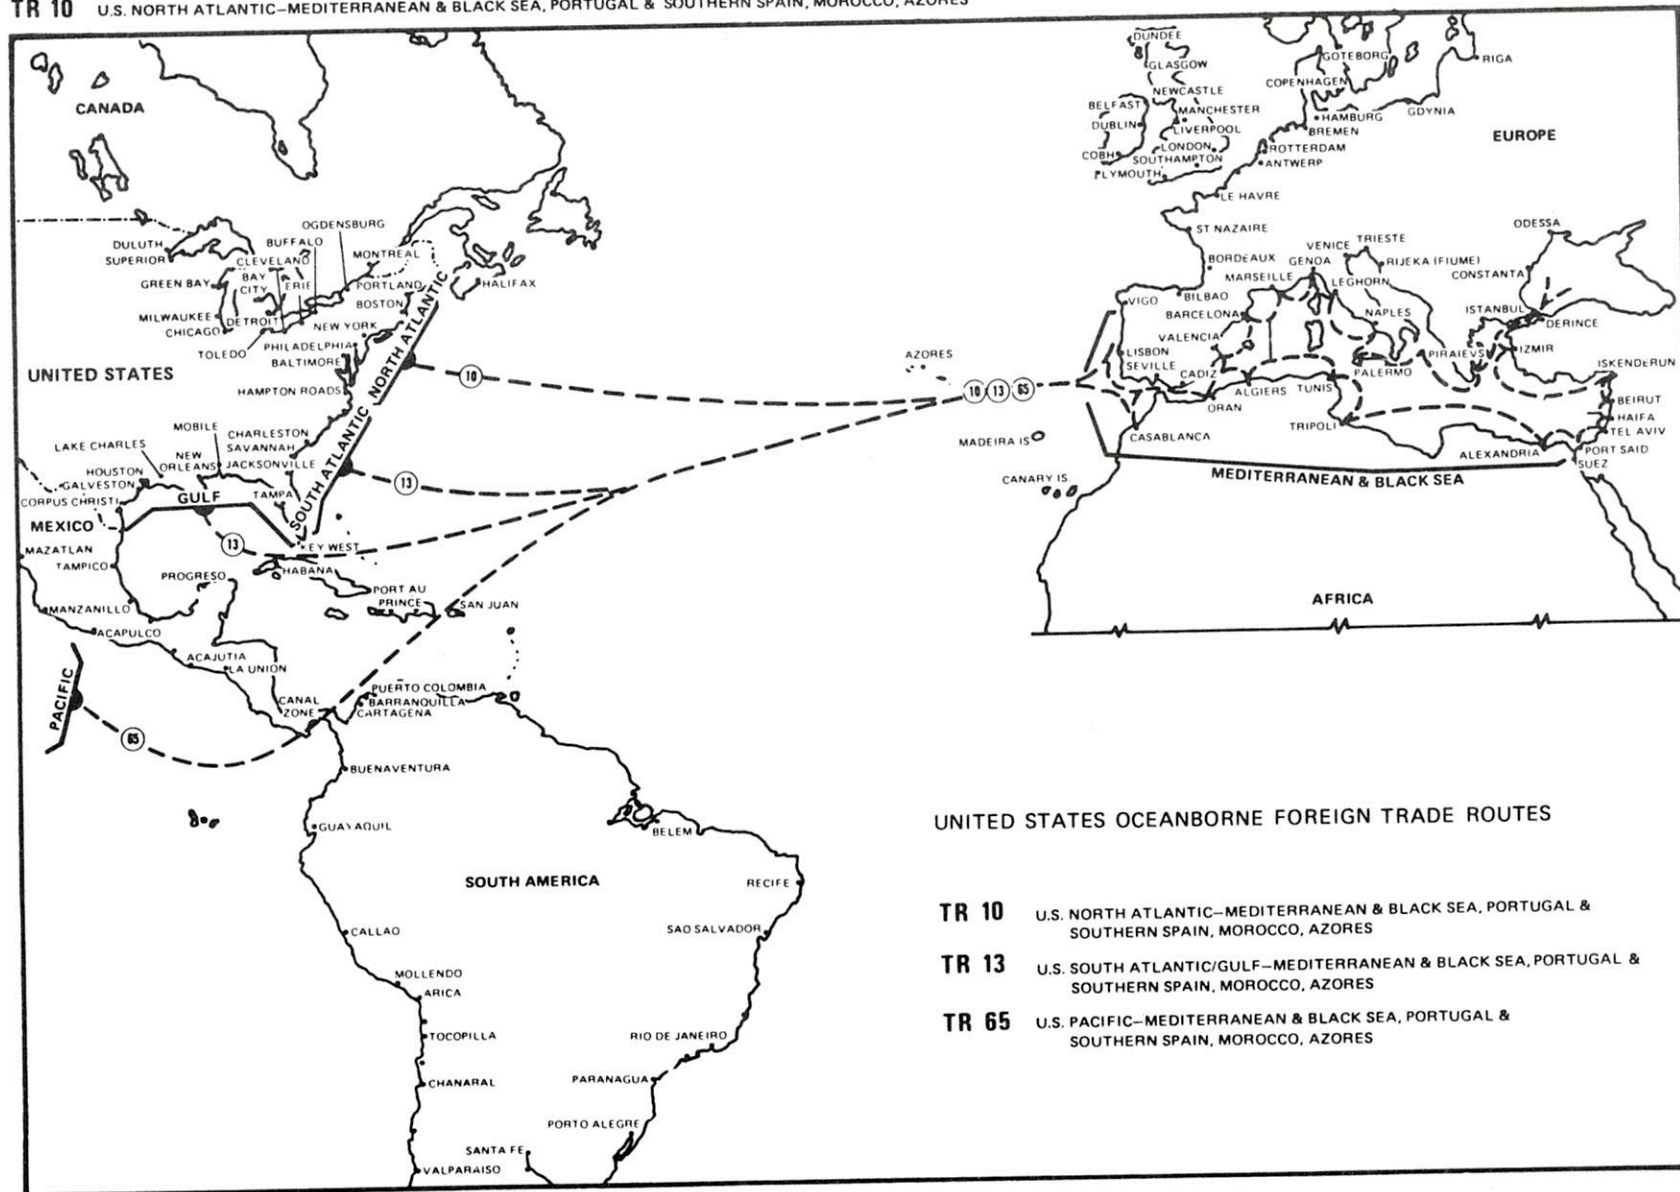 TR 10 U.S. NORTH ATLANTIC–MEDITERRANEAN & BLACK SEA, PORTUGAL & SOUTHERN SPAIN, MOROCCO, AZORES
CANADA
DULUTH
SUPERIOR
GREEN BAY
MILWAUKEE
CHICAGO
OGDENSBURG
BUFFALO
CLEVELAND
BAY
CITY
ERIE
DETROIT
TOLEDO
MONTREAL
PORTLAND
BOSTON
HALIFAX
NEW YORK
PHILADELPHIA
BALTIMORE
HAMPTON ROADS
UNITED STATES
NORTH ATLANTIC
SOUTH ATLANTIC
MOBILE
LAKE CHARLES
NEW
ORLEANS
HOUSTON
GALVESTON
CORPUS CHRISTI
CHARLESTON
SAVANNAH
JACKSONVILLE
TAMPA
GULF
KEY WEST
MEXICO
MAZATLAN
TAMPICO
PROGRESO
MANZANILLO
ACAPULCO
HABANA
PORT AU
PRINCE
SAN JUAN
ACAJUTIA
LA UNION
CANAL
ZONE
PUERTO COLOMBIA
BARRANQUILLA
CARTAGENA
PACIFIC
10
13
13
65
10 13 65
BUENAVENTURA
GUAYAQUIL
BELEM
SOUTH AMERICA
RECIFE
CALLAO
SAO SALVADOR
MOLLENDO
ARICA
TOCOPILLA
RIO DE JANEIRO
CHANARAL
PARANAGUA
PORTO ALEGRE
SANTA FE
VALPARAISO
DUNDEE
GLASGOW
NEWCASTLE
BELFAST
MANCHESTER
DUBLIN
LIVERPOOL
LONDON
COBH
SOUTHAMPTON
PLYMOUTH
GOTEBORG
COPENHAGEN
RIGA
GDYNIA
HAMBURG
BREMEN
ROTTERDAM
ANTWERP
EUROPE
LE HAVRE
ST NAZAIRE
BORDEAUX
BILBAO
VIGO
MARSEILLE
GENOA
VENICE
TRIESTE
RIJEKA (FIUME)
LEGHORN
NAPLES
BARCELONA
VALENCIA
LISBON
SEVILLE
CADIZ
ODESSA
CONSTANTA
ISTANBUL
DERINCE
IZMIR
PIRAIEVS
ISKENDERUN
BEIRUT
HAIFA
TEL AVIV
PORT SAID
SUEZ
ALEXANDRIA
PALERMO
TUNIS
ALGIERS
ORAN
TRIPOLI
CASABLANCA
AZORES
MADEIRA IS
CANARY IS.
MEDITERRANEAN & BLACK SEA
AFRICA
UNITED STATES OCEANBORNE FOREIGN TRADE ROUTES
TR 10 U.S. NORTH ATLANTIC–MEDITERRANEAN & BLACK SEA, PORTUGAL &
SOUTHERN SPAIN, MOROCCO, AZORES
TR 13 U.S. SOUTH ATLANTIC/GULF–MEDITERRANEAN & BLACK SEA, PORTUGAL &
SOUTHERN SPAIN, MOROCCO, AZORES
TR 65 U.S. PACIFIC–MEDITERRANEAN & BLACK SEA, PORTUGAL &
SOUTHERN SPAIN, MOROCCO, AZORES